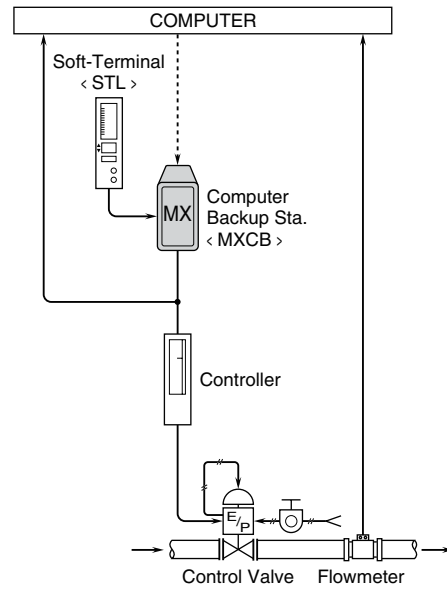 COMPUTER
Soft-Terminal
‹ STL ›
MX
Computer
Backup Sta.
‹ MXCB ›
Controller
E/P
Control Valve
Flowmeter